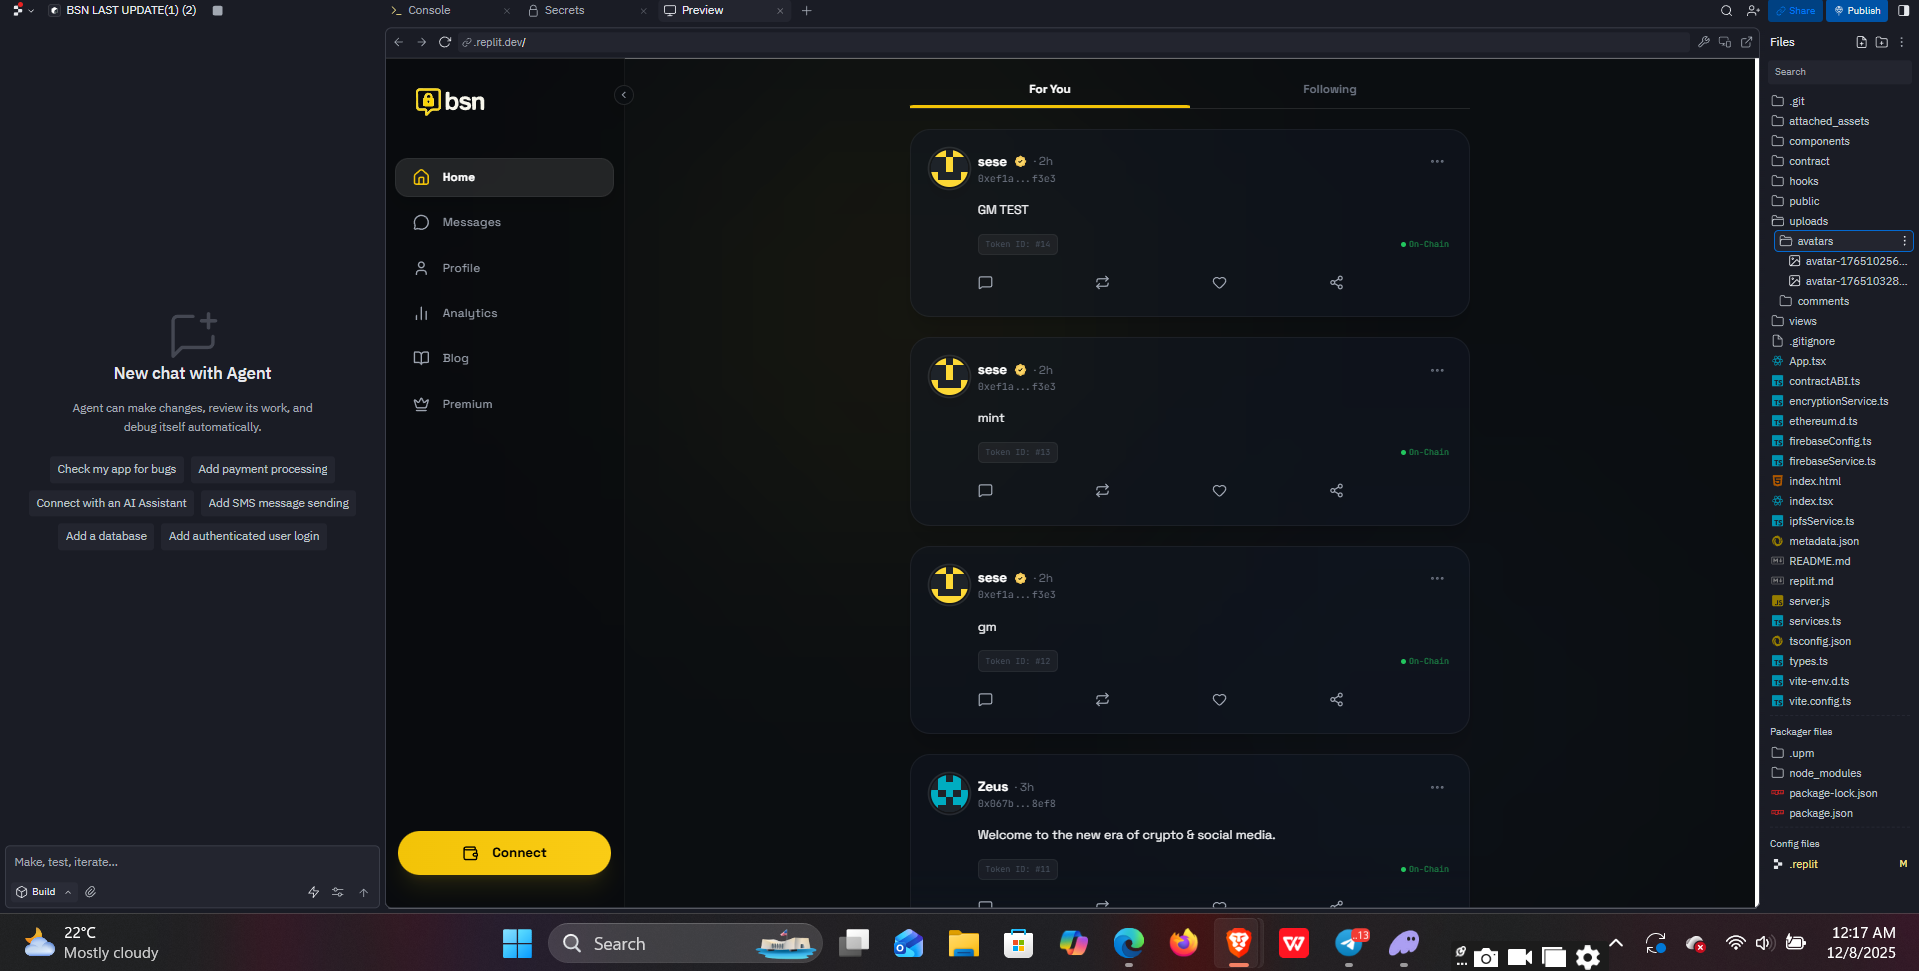 BSN LAST UPDATE(1) (2)
Console
Secrets
Preview
Share
Publish
.replit.dev/
Files
Search
.git
attached_assets
components
contract
hooks
public
uploads
avatars
avatar-176510256...
avatar-176510328...
comments
views
.gitignore
App.tsx
contractABI.ts
encryptionService.ts
ethereum.d.ts
firebaseConfig.ts
firebaseService.ts
index.html
index.tsx
ipfsService.ts
metadata.json
README.md
replit.md
server.js
services.ts
tsconfig.json
types.ts
vite-env.d.ts
vite.config.ts
Packager files
.upm
node_modules
package-lock.json
package.json
Config files
.replit
M
New chat with Agent
Agent can make changes, review its work, and
debug itself automatically.
Check my app for bugs
Add payment processing
Connect with an AI Assistant
Add SMS message sending
Add a database
Add authenticated user login
Make, test, iterate...
Build
bsn
Home
Messages
Profile
Analytics
Blog
Premium
Connect
For You
Following
sese · 2h
0xef1a...f3e3
GM TEST
Token ID: #14
On-Chain
sese · 2h
0xef1a...f3e3
mint
Token ID: #13
On-Chain
sese · 2h
0xef1a...f3e3
gm
Token ID: #12
On-Chain
Zeus · 3h
0x067b...8ef8
Welcome to the new era of crypto & social media.
Token ID: #11
On-Chain
22°C
Mostly cloudy
Search
13
12:17 AM
12/8/2025